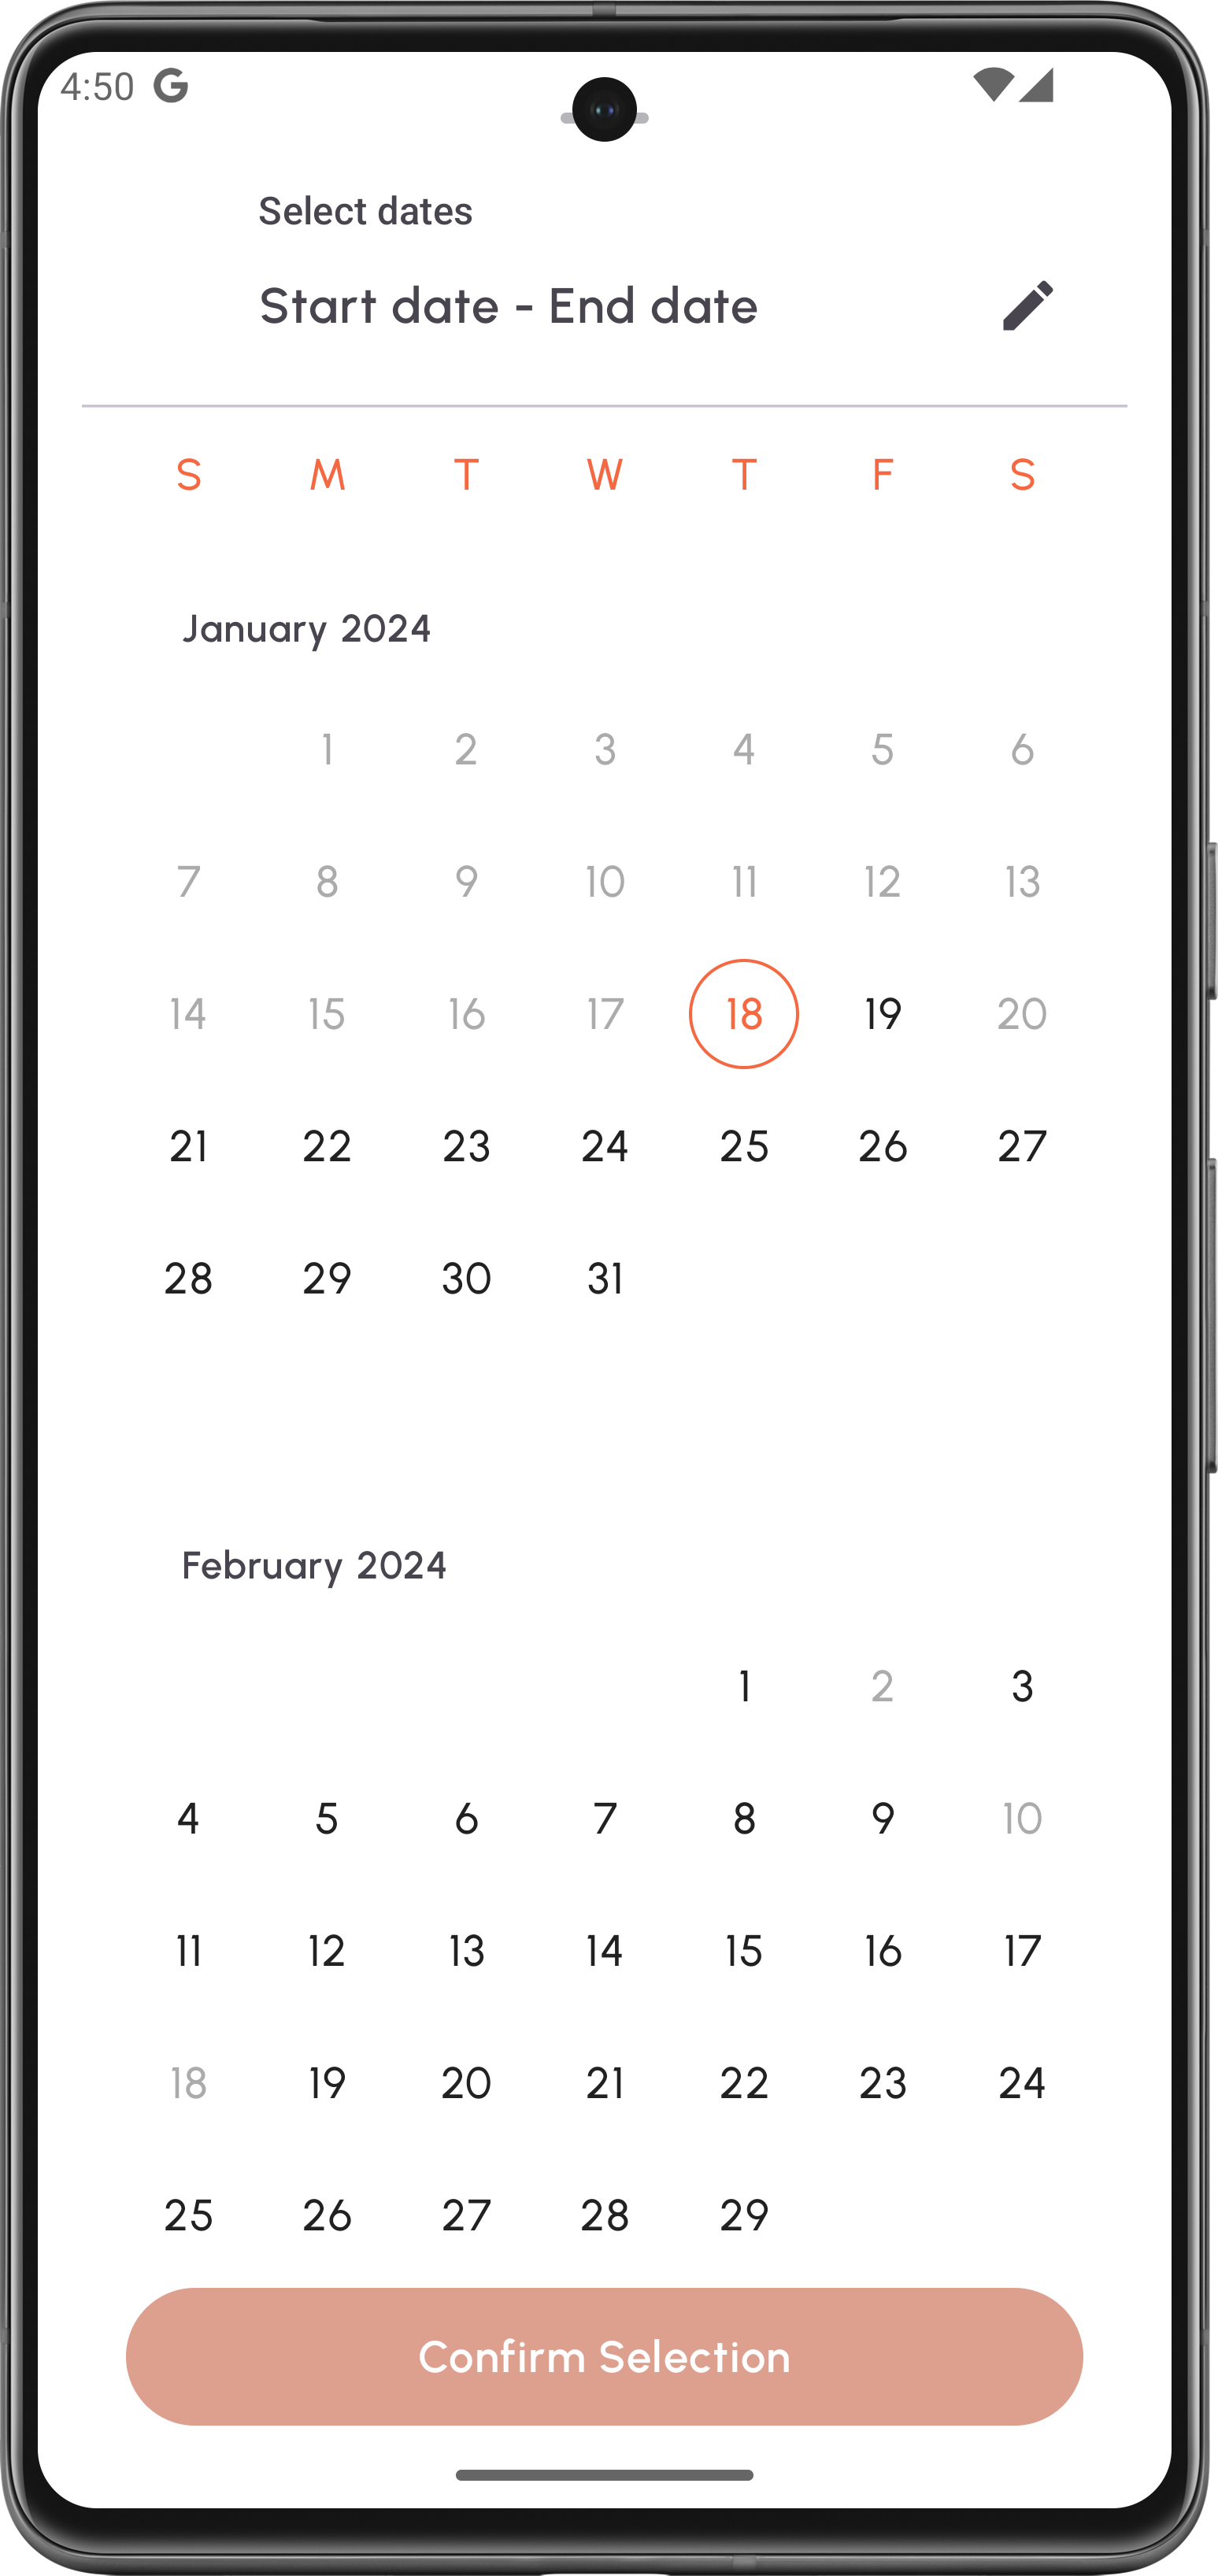 4:50 G
Select dates
Start date - End date
S M T W T F S
January 2024
1 2 3 4 5 6
7 8 9 10 11 12 13
14 15 16 17 18 19 20
21 22 23 24 25 26 27
28 29 30 31
February 2024
1 2 3
4 5 6 7 8 9 10
11 12 13 14 15 16 17
18 19 20 21 22 23 24
25 26 27 28 29
Confirm Selection